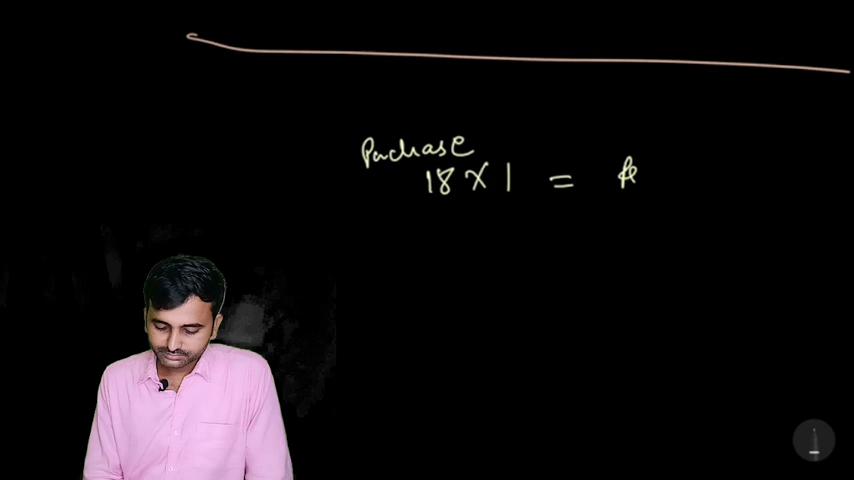 Purchase
18 X 1 =